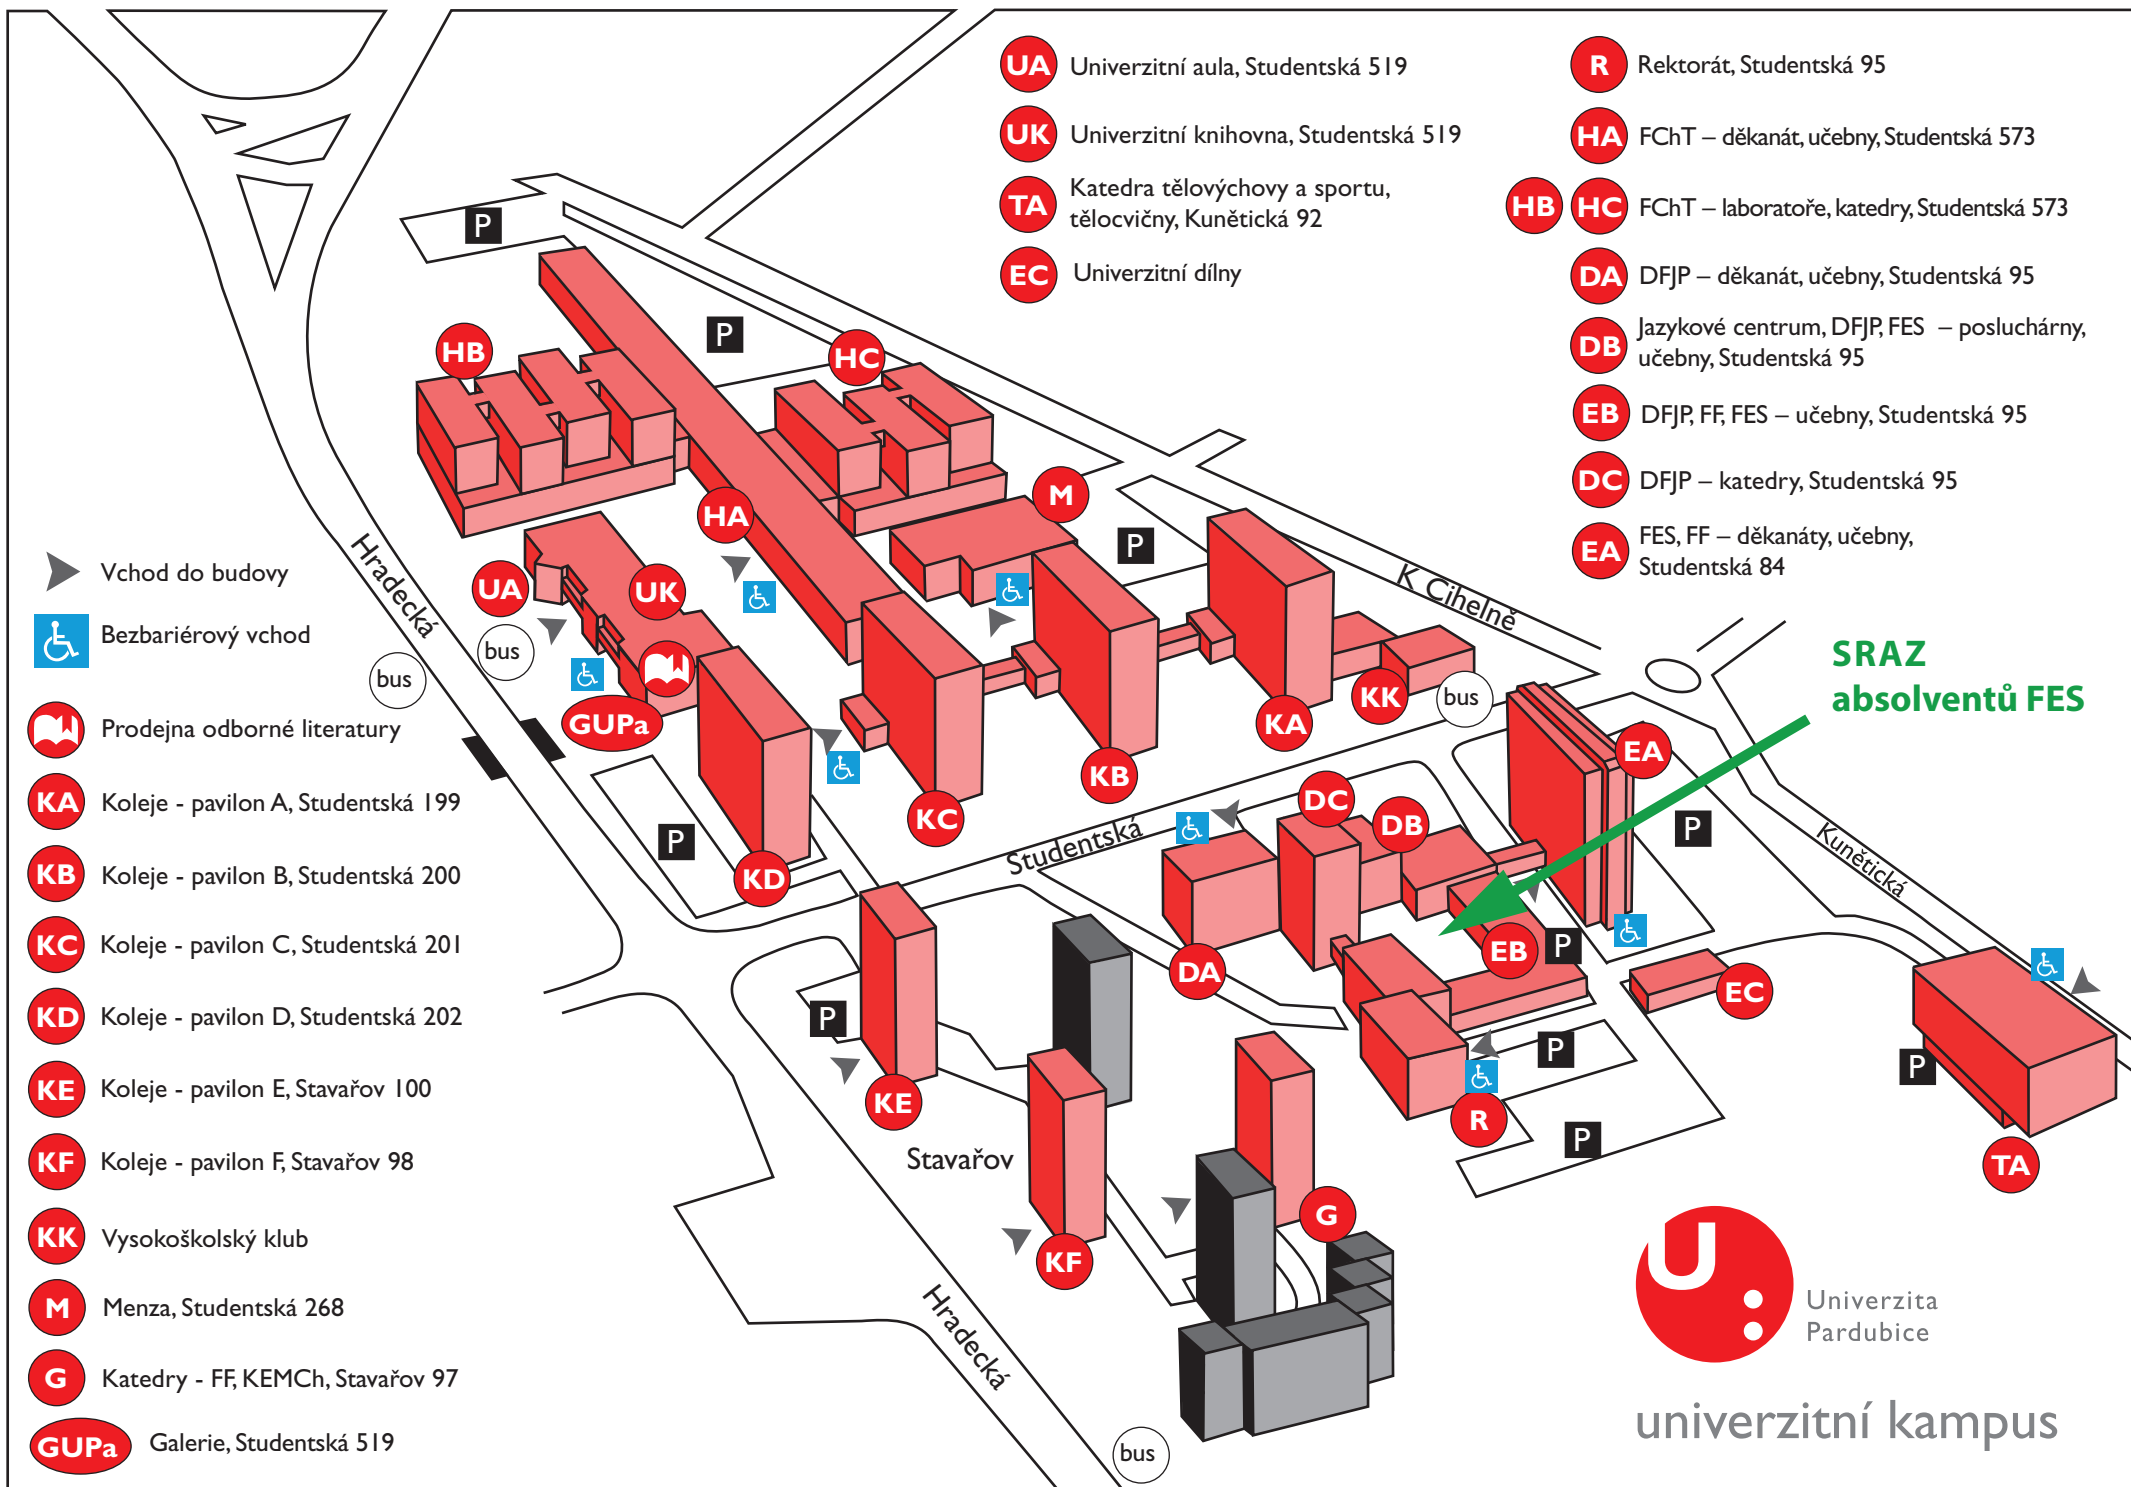 UA Univerzitní aula, Studentská 519
UK Univerzitní knihovna, Studentská 519
TA Katedra tělovýchovy a sportu,
tělocvičny, Kunětická 92
EC Univerzitní dílny
R Rektorát, Studentská 95
HA FChT – děkanát, učebny, Studentská 573
HB HC FChT – laboratoře, katedry, Studentská 573
DA DFJP – děkanát, učebny, Studentská 95
DB Jazykové centrum, DFJP, FES – posluchárny,
učebny, Studentská 95
EB DFJP, FF, FES – učebny, Studentská 95
DC DFJP – katedry, Studentská 95
EA FES, FF – děkanáty, učebny,
Studentská 84
Vchod do budovy
Bezbariérový vchod
Prodejna odborné literatury
KA Koleje - pavilon A, Studentská 199
KB Koleje - pavilon B, Studentská 200
KC Koleje - pavilon C, Studentská 201
KD Koleje - pavilon D, Studentská 202
KE Koleje - pavilon E, Stavařov 100
KF Koleje - pavilon F, Stavařov 98
KK Vysokoškolský klub
M Menza, Studentská 268
G Katedry - FF, KEMCh, Stavařov 97
GUPa Galerie, Studentská 519
P
P
HB
HC
M
HA
P
UA
UK
Hradecká
bus
bus
GUPa
K Cihelně
KK
bus
KA
KB
KC
KD
P
SRAZ
absolventů FES
EA
P
Kunětická
Studentská
DC
DB
DA
EB
P
EC
P
P
P
R
TA
P
KE
Stavařov
KF
G
Hradecká
bus
U:
Univerzita
Pardubice
univerzitní kampus